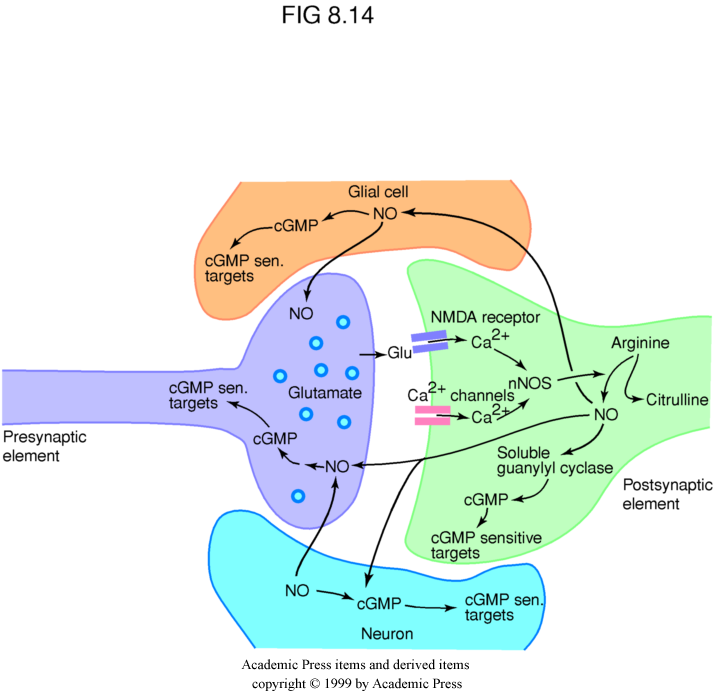 FIG 8.14
Glial cell
NO
cGMP
cGMP sen.
targets
NO
NMDA receptor
Ca2+
Glu
Arginine
nNOS
Glutamate
cGMP sen.
targets
Ca2+ channels
Ca2+
Citrulline
NO
Presynaptic
element
cGMP
NO
Soluble
guanylyl cyclase
cGMP
Postsynaptic
element
cGMP sensitive
targets
NO
cGMP
cGMP sen.
targets
Neuron
Academic Press items and derived items
copyright © 1999 by Academic Press